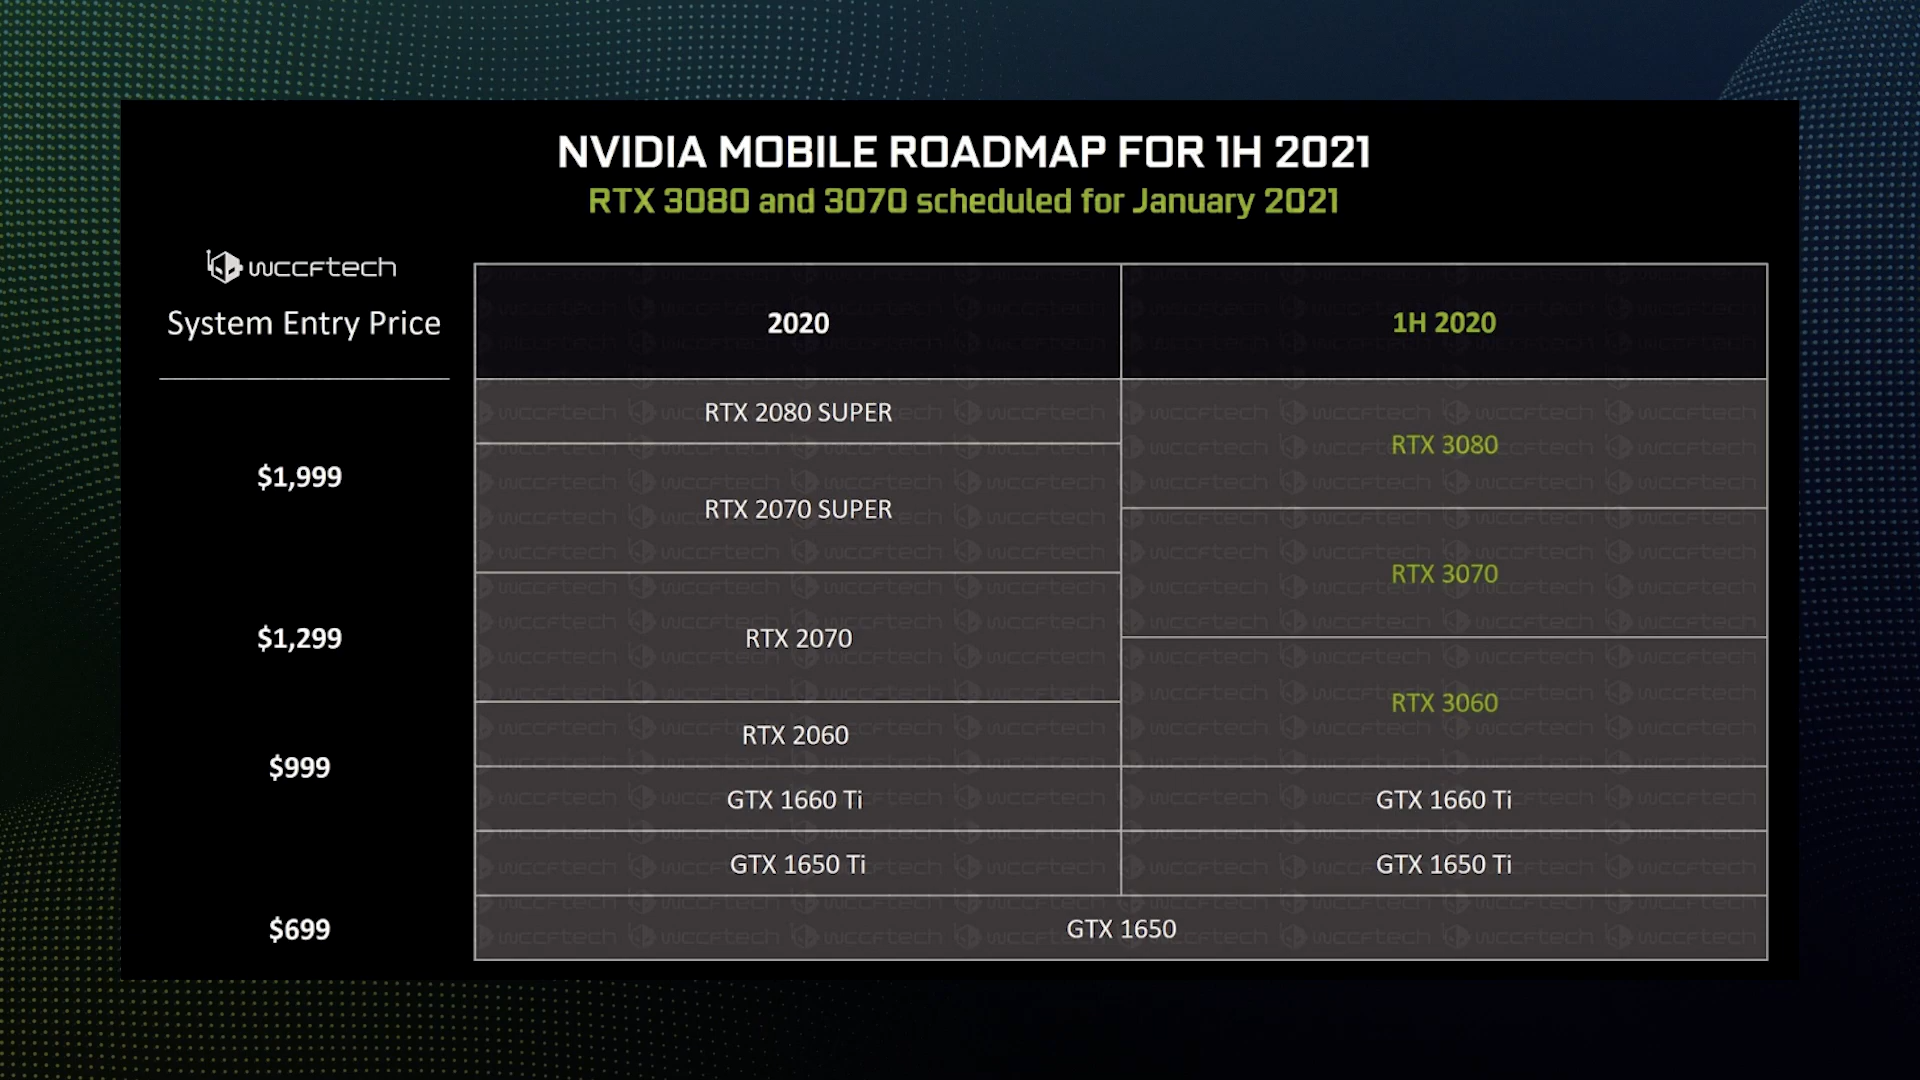 NVIDIA MOBILE ROADMAP FOR 1H 2021
RTX 3080 and 3070 scheduled for January 2021
wccftech
System Entry Price
2020
1H 2020
$1,999
$1,299
$999
$699
RTX 2080 SUPER
RTX 2070 SUPER
RTX 2070
RTX 2060
GTX 1660 Ti
GTX 1650 Ti
RTX 3080
RTX 3070
RTX 3060
GTX 1660 Ti
GTX 1650 Ti
GTX 1650